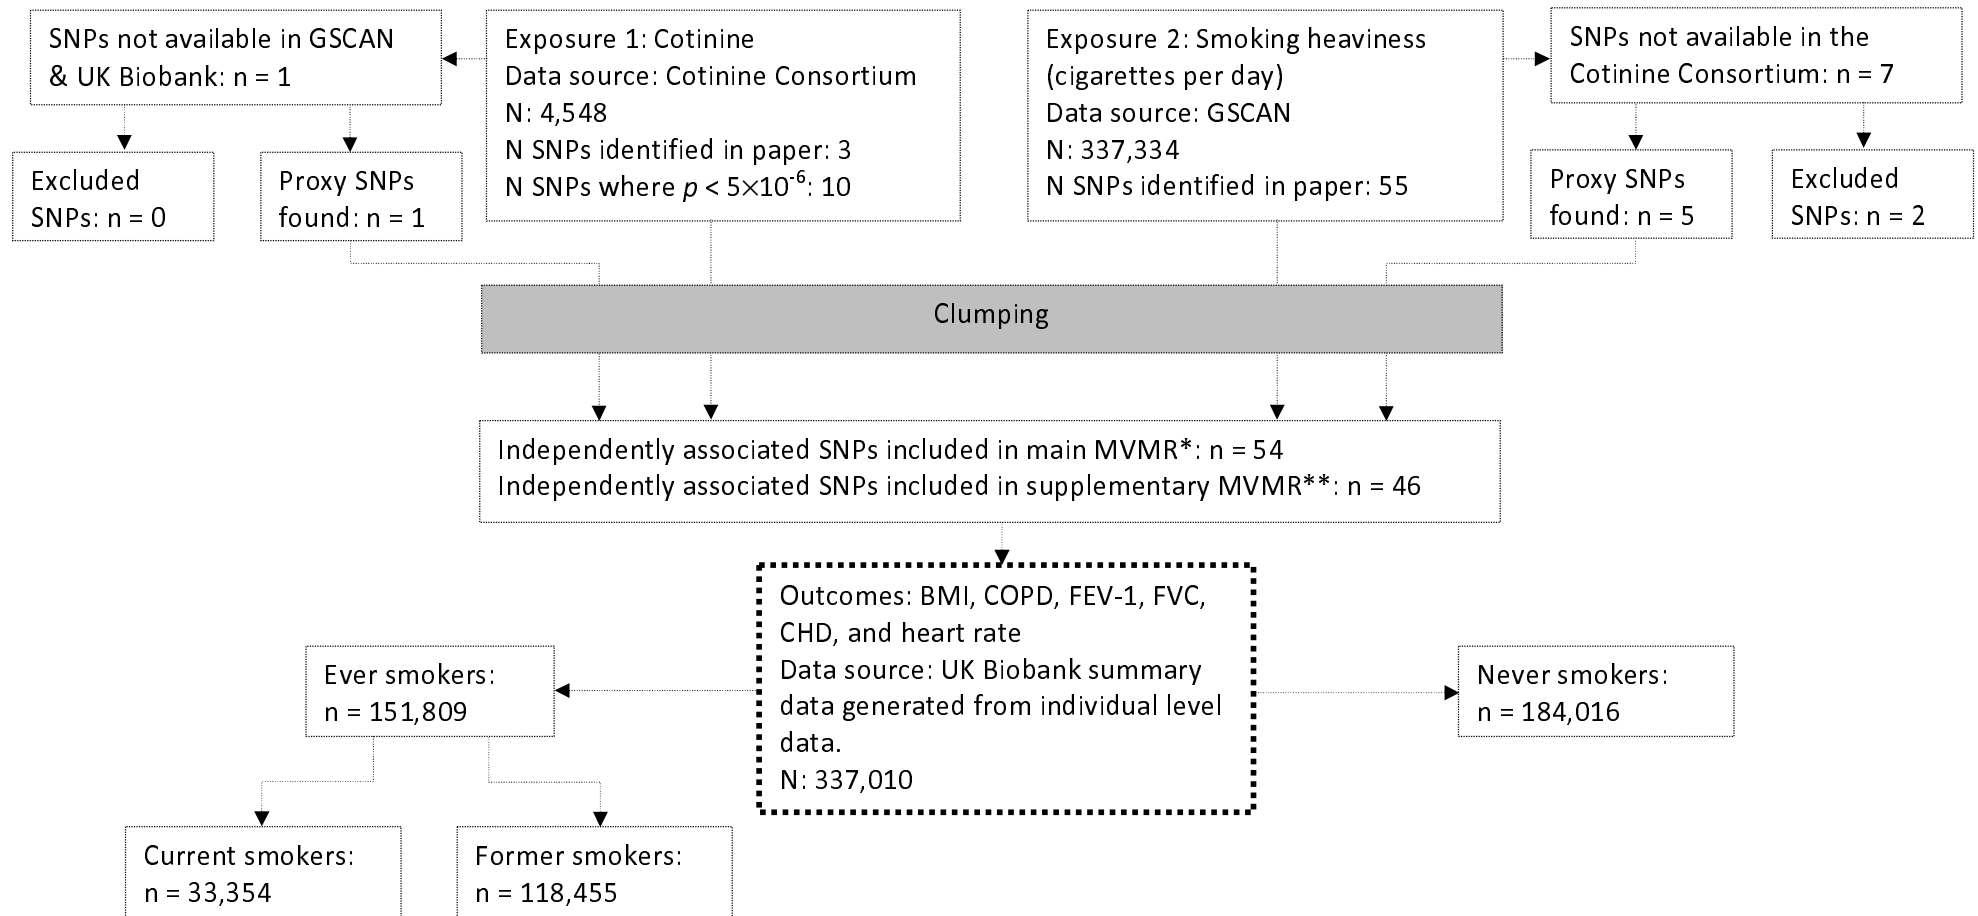 SNPs not available in GSCAN
& UK Biobank: n = 1
Excluded
SNPs: n = 0
Proxy SNPs
found: n = 1
Exposure 1: Cotinine
Data source: Cotinine Consortium
N: 4,548
N SNPs identified in paper: 3
N SNPs where p < 5×10⁻⁶: 10
Exposure 2: Smoking heaviness
(cigarettes per day)
Data source: GSCAN
N: 337,334
N SNPs identified in paper: 55
SNPs not available in the
Cotinine Consortium: n = 7
Proxy SNPs
found: n = 5
Excluded
SNPs: n = 2
Clumping
Independently associated SNPs included in main MVMR*: n = 54
Independently associated SNPs included in supplementary MVMR**: n = 46
Outcomes: BMI, COPD, FEV-1, FVC,
CHD, and heart rate
Data source: UK Biobank summary
data generated from individual level
data.
N: 337,010
Ever smokers:
n = 151,809
Never smokers:
n = 184,016
Current smokers:
n = 33,354
Former smokers:
n = 118,455